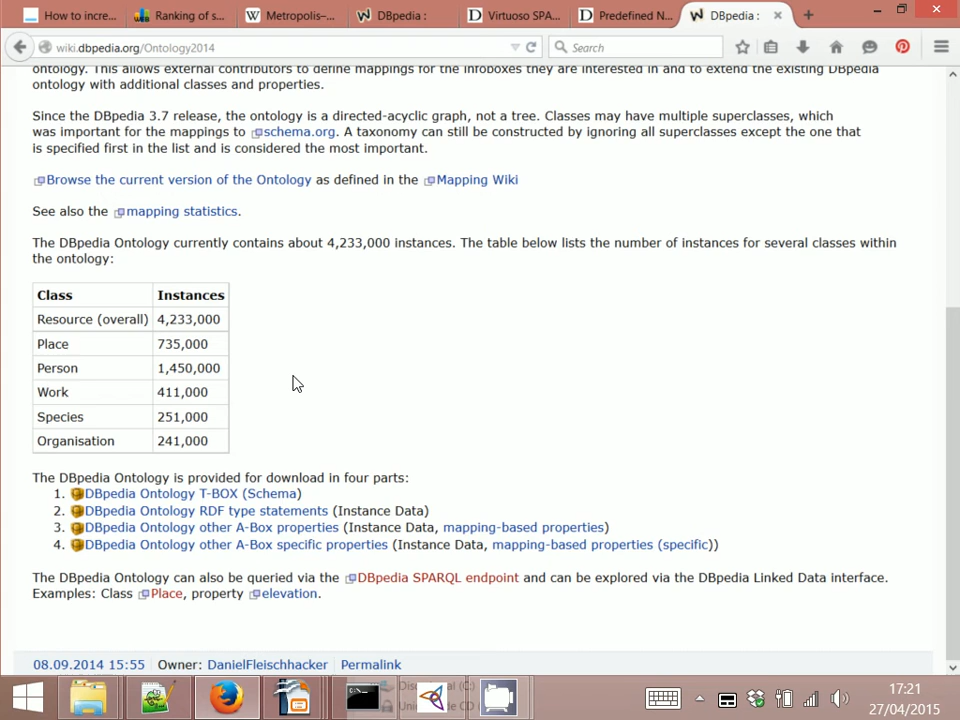 How to incre...
Ranking of s...
Metropolis–...
DBpedia :
Virtuoso SPA...
Predefined N...
DBpedia :
wiki.dbpedia.org/Ontology2014
Search
ontology. This allows external contributors to define mappings for the infoboxes they are interested in and to extend the existing DBpedia
ontology with additional classes and properties.
Since the DBpedia 3.7 release, the ontology is a directed-acyclic graph, not a tree. Classes may have multiple superclasses, which
was important for the mappings to schema.org. A taxonomy can still be constructed by ignoring all superclasses except the one that
is specified first in the list and is considered the most important.
Browse the current version of the Ontology as defined in the Mapping Wiki
See also the mapping statistics.
The DBpedia Ontology currently contains about 4,233,000 instances. The table below lists the number of instances for several classes within
the ontology:
Class Instances
Resource (overall) 4,233,000
Place 735,000
Person 1,450,000
Work 411,000
Species 251,000
Organisation 241,000
The DBpedia Ontology is provided for download in four parts:
1. DBpedia Ontology T-BOX (Schema)
2. DBpedia Ontology RDF type statements (Instance Data)
3. DBpedia Ontology other A-Box properties (Instance Data, mapping-based properties)
4. DBpedia Ontology other A-Box specific properties (Instance Data, mapping-based properties (specific))
The DBpedia Ontology can also be queried via the DBpedia SPARQL endpoint and can be explored via the DBpedia Linked Data interface.
Examples: Class Place, property elevation.
08.09.2014 15:55 Owner: DanielFleischhacker Permalink
17:21
27/04/2015